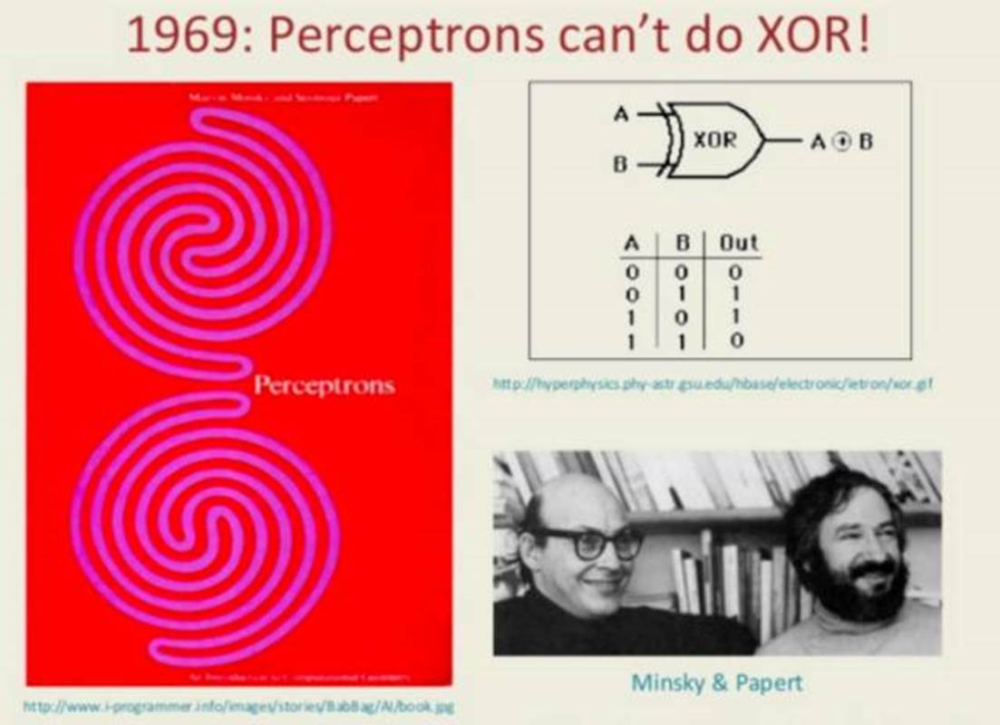 1969: Perceptrons can't do XOR!
Marvin Minsky and Seymour Papert
Perceptrons
An Introduction to Computational Geometry
http://www.i-programmer.info/images/stories/BabBag/AI/book.jpg
A
XOR
A ⊕ B
B
A B Out
0 0 0
0 1 1
1 0 1
1 1 0
http://hyperphysics.phy-astr.gsu.edu/hbase/electronic/ietron/xor.gif
Minsky & Papert